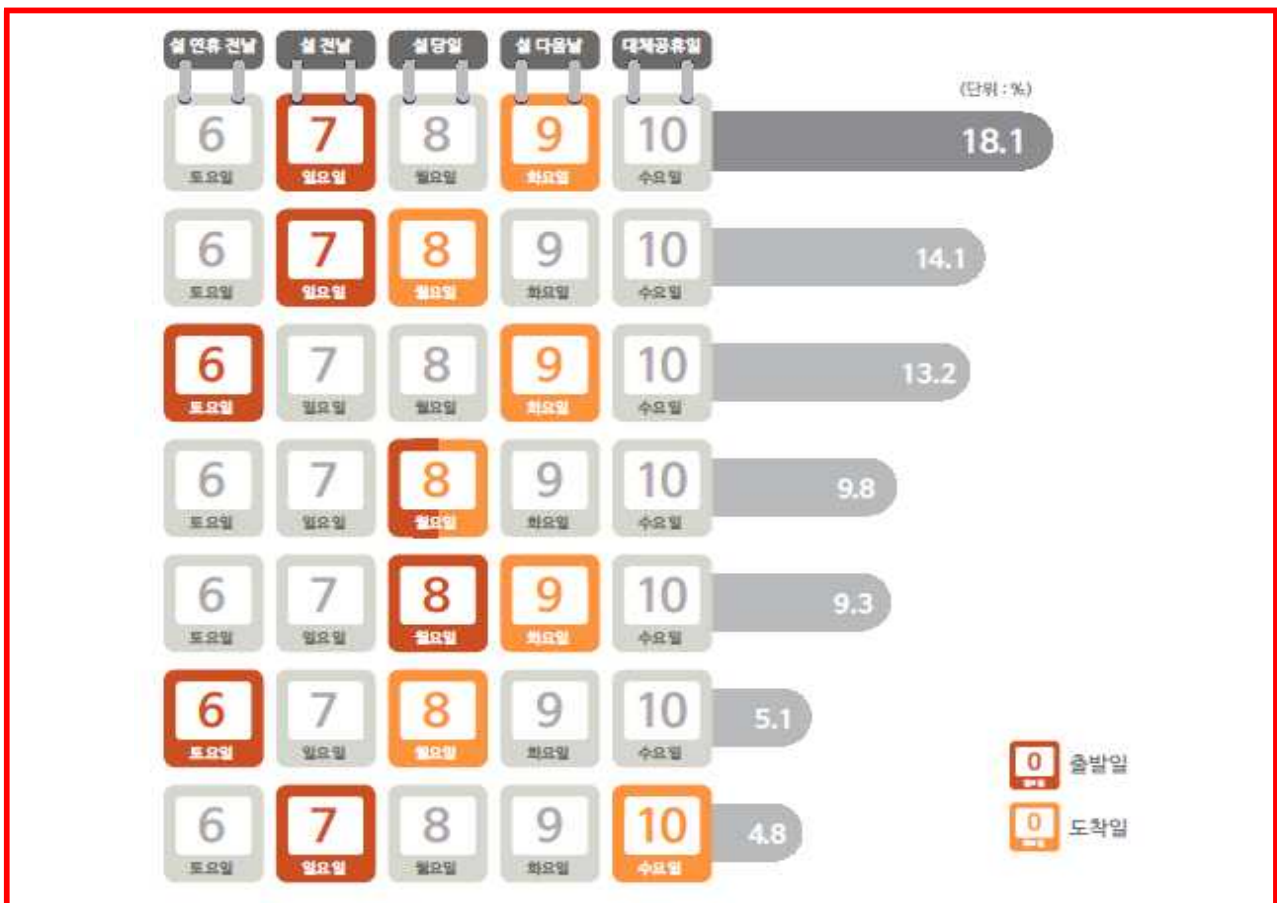 설 연휴 전날 설 전날 설 당일 설 다음날 대체공휴일
(단위 : %)
6 7 8 9 10 18.1
토요일 일요일 월요일 화요일 수요일
6 7 8 9 10 14.1
토요일 일요일 월요일 화요일 수요일
6 7 8 9 10 13.2
토요일 일요일 월요일 화요일 수요일
6 7 8 9 10 9.8
토요일 일요일 월요일 화요일 수요일
6 7 8 9 10 9.3
토요일 일요일 월요일 화요일 수요일
6 7 8 9 10 5.1
토요일 일요일 월요일 화요일 수요일
0 출발일
6 7 8 9 10 4.8
토요일 일요일 월요일 화요일 수요일
0 도착일